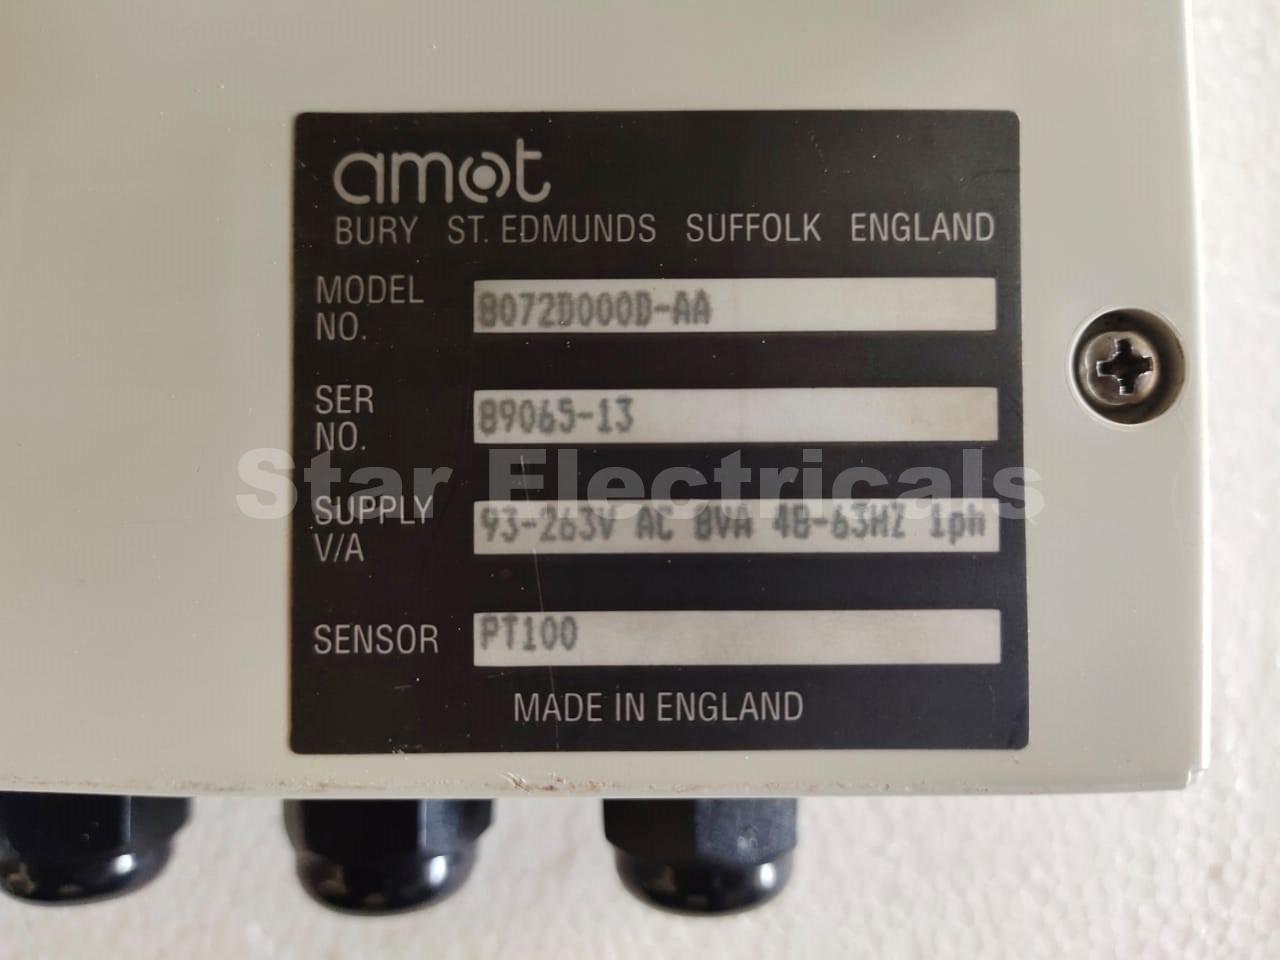 amot
BURY ST. EDMUNDS SUFFOLK ENGLAND
MODEL NO. 8072D000D-AA
SER NO. 89065-13
Star Electricals
SUPPLY V/A 93-263V AC 8VA 48-63HZ 1ph
SENSOR PT100
MADE IN ENGLAND